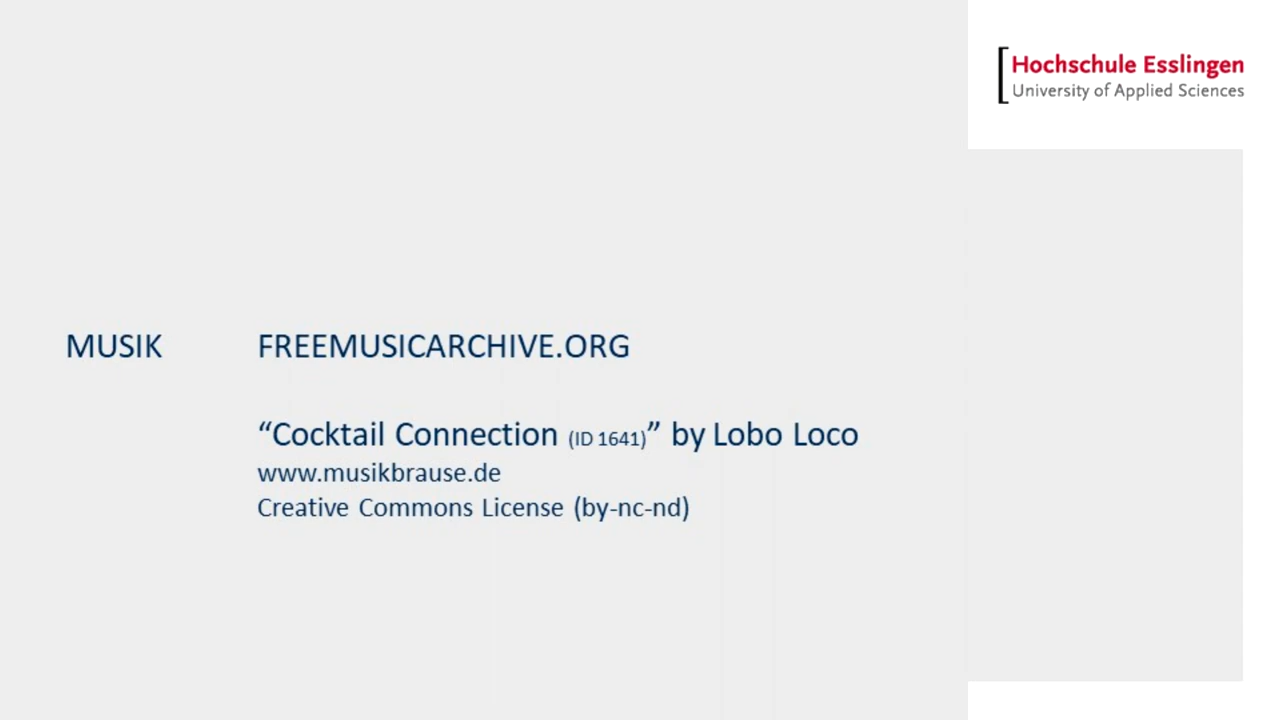 Hochschule Esslingen
University of Applied Sciences
MUSIK FREEMUSICARCHIVE.ORG
“Cocktail Connection (ID 1641)” by Lobo Loco
www.musikbrause.de
Creative Commons License (by-nc-nd)